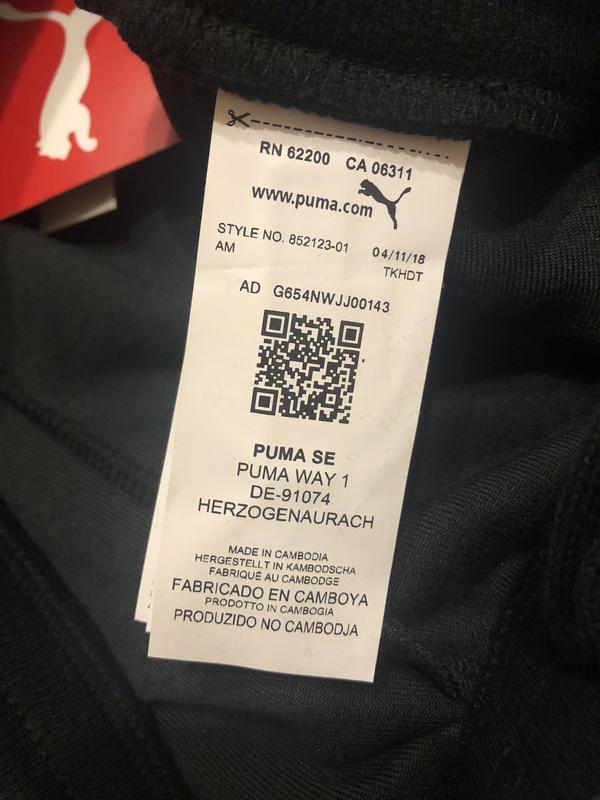 RN 62200 CA 06311
www.puma.com
STYLE NO. 852123-01 04/11/18
AM TKHDT
AD G654NWJJ00143
PUMA SE
PUMA WAY 1
DE-91074
HERZOGENAURACH
MADE IN CAMBODIA
HERGESTELLT IN KAMBODSCHA
FABRIQUÉ AU CAMBODGE
FABRICADO EN CAMBOYA
PRODOTTO IN CAMBOGIA
PRODUZIDO NO CAMBODJA